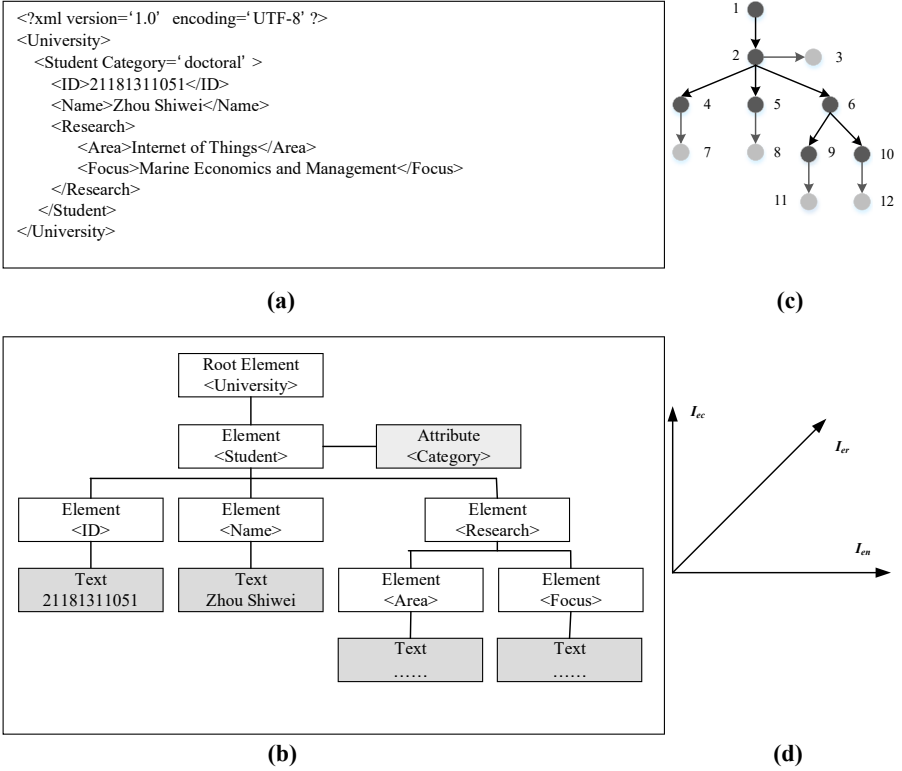 <?xml version=‘1.0’ encoding=‘UTF-8’ ?>
<University>
<Student Category=‘doctoral’ >
<ID>21181311051</ID>
<Name>Zhou Shiwei</Name>
<Research>
<Area>Internet of Things</Area>
<Focus>Marine Economics and Management</Focus>
</Research>
</Student>
</University>
(a)
1
2
3
4
5
6
7
8
9
10
11
12
(c)
Root Element
<University>
Element
<Student>
Attribute
<Category>
Element
<ID>
Element
<Name>
Element
<Research>
Text
21181311051
Text
Zhou Shiwei
Element
<Area>
Element
<Focus>
Text
……
Text
……
(b)
Iec
Ier
Ien
(d)